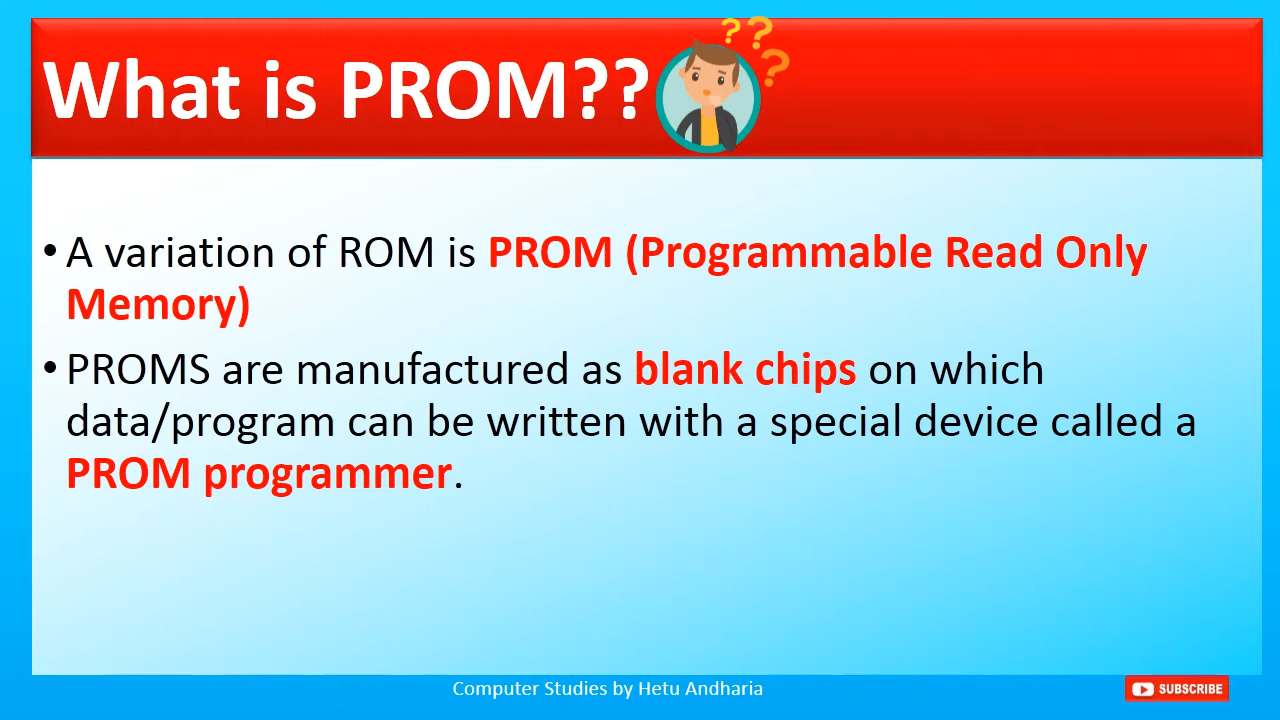 What is PROM??
???
• A variation of ROM is PROM (Programmable Read Only
Memory)
• PROMS are manufactured as blank chips on which
data/program can be written with a special device called a
PROM programmer.
Computer Studies by Hetu Andharia
SUBSCRIBE